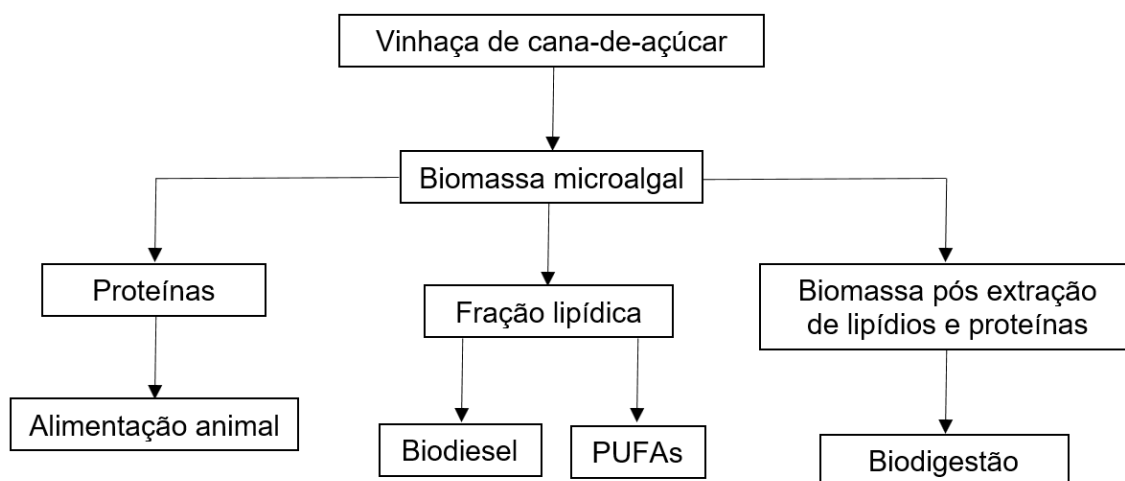 Vinhaça de cana-de-açúcar
Biomassa microalgal
Proteínas
Fração lipídica
Biomassa pós extração
de lipídios e proteínas
Alimentação animal
Biodiesel
PUFAs
Biodigestão